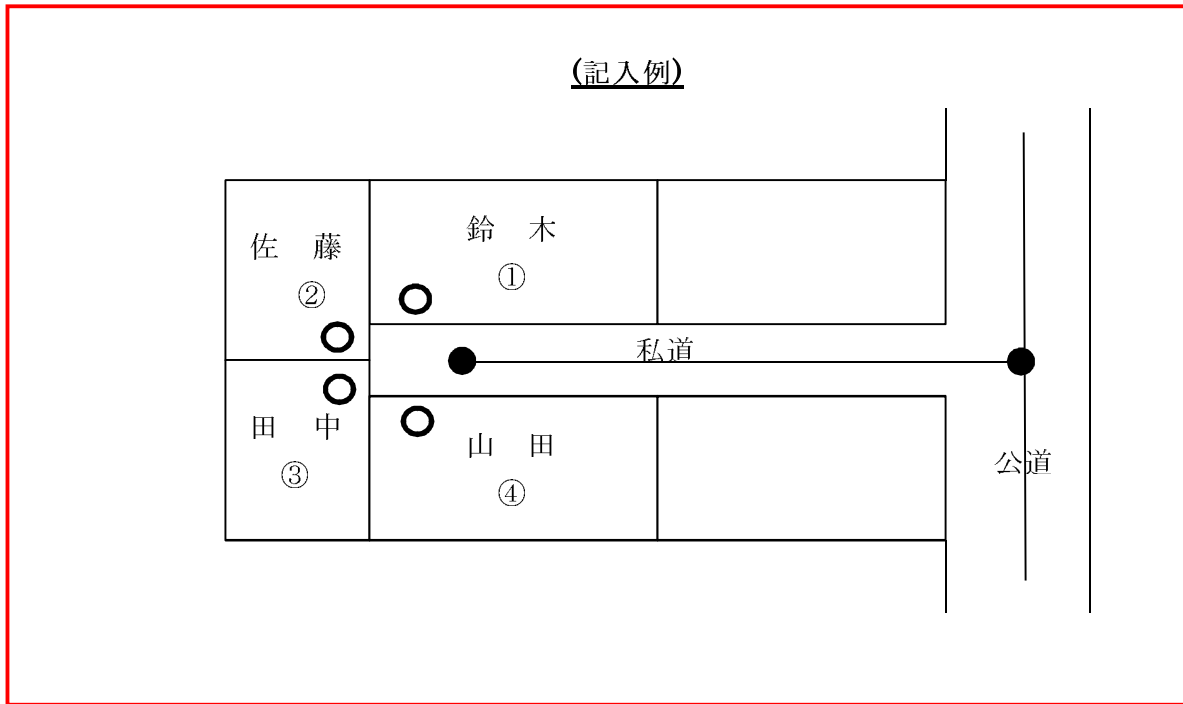 (記入例)
鈴 木
①
佐 藤
②
私道
田 中
③
山 田
④
公道